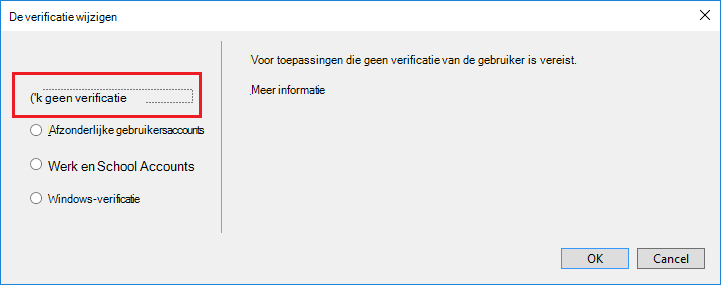 De verificatie wijzigen
Voor toepassingen die geen verificatie van de gebruiker is vereist.
Meer informatie
('k geen verificatie
Afzonderlijke gebruikersaccounts
Werk en School Accounts
Windows-verificatie
OK
Cancel